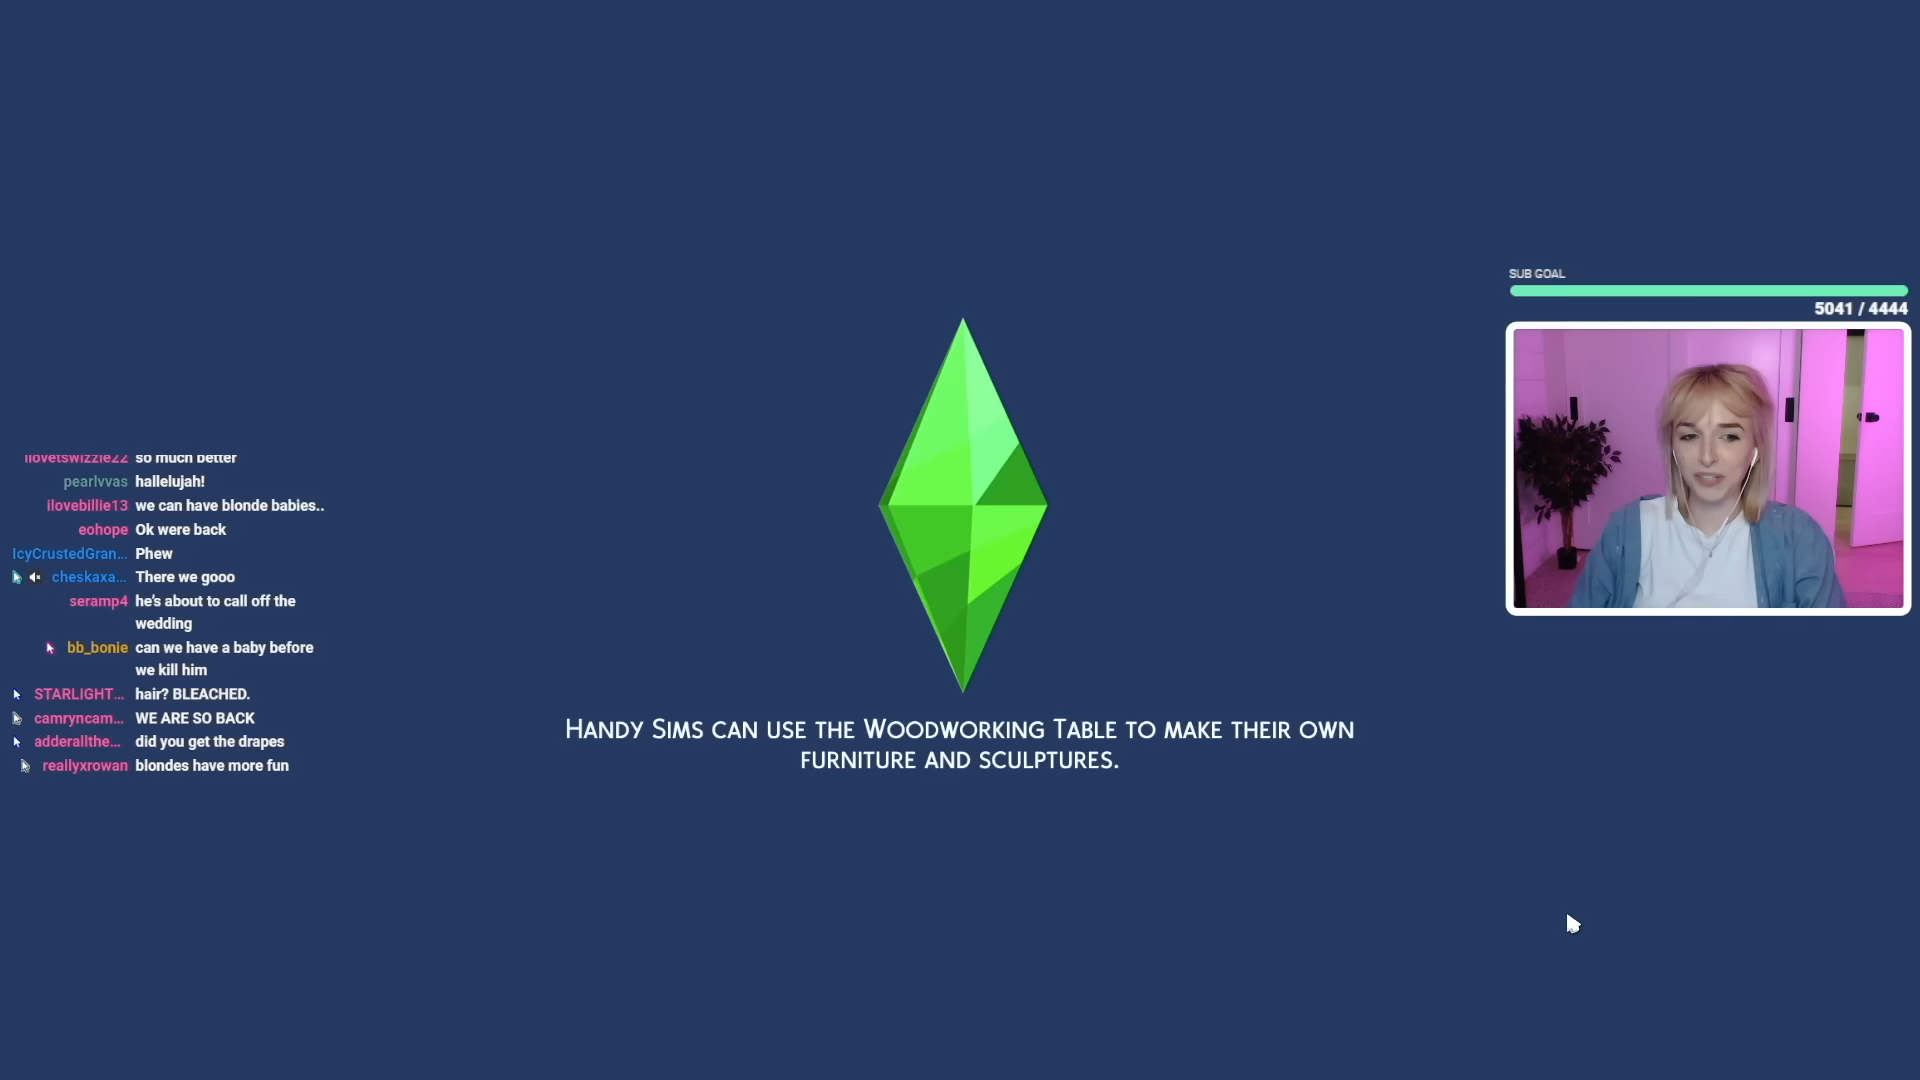 SUB GOAL
5041 / 4444
ilovetswizzle22 so much better
pearlvvas hallelujah!
ilovebillie13 we can have blonde babies..
eohope Ok were back
IcyCrustedGran... Phew
cheskaxa... There we gooo
seramp4 he's about to call off the
wedding
bb_bonie can we have a baby before
we kill him
STARLIGHT... hair? BLEACHED.
camryncam... WE ARE SO BACK
adderallthe... did you get the drapes
reallyxrowan blondes have more fun
HANDY SIMS CAN USE THE WOODWORKING TABLE TO MAKE THEIR OWN
FURNITURE AND SCULPTURES.